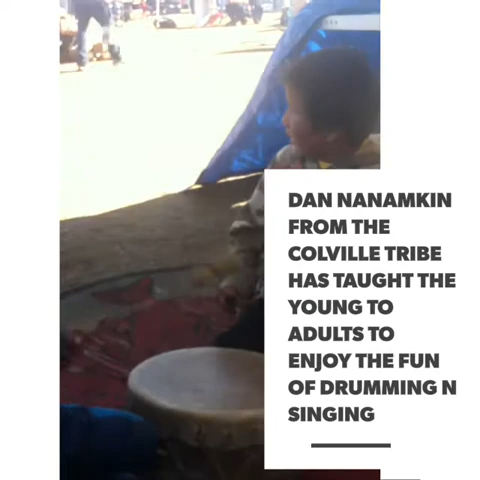 DAN NANAMKIN
FROM THE
COLVILLE TRIBE
HAS TAUGHT THE
YOUNG TO
ADULTS TO
ENJOY THE FUN
OF DRUMMING N
SINGING